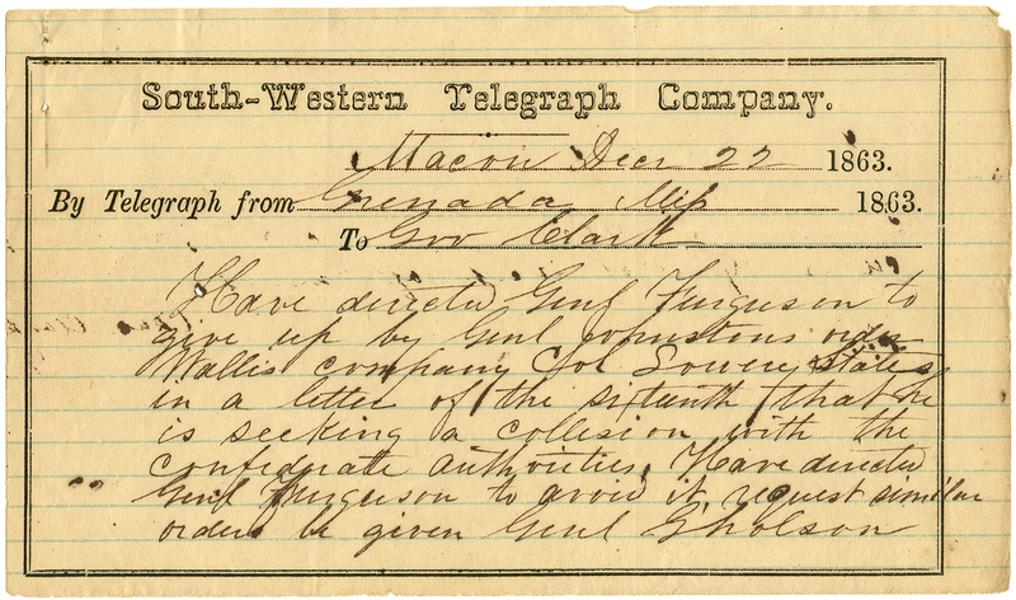 South-Western Telegraph Company.
Macon Decr 22 1863.
By Telegraph from Grenada Miſs 1863.
To Gov Clark
Have directed Genl Ferguson to
give up by Genl Johnstons order
Wallis company Col Lowery States
in a letter of the sixteenth that he
is seeking a collision with the
confederate authorities. Have directed
Genl Ferguson to avoid it request similar
orders be given Genl Gholson